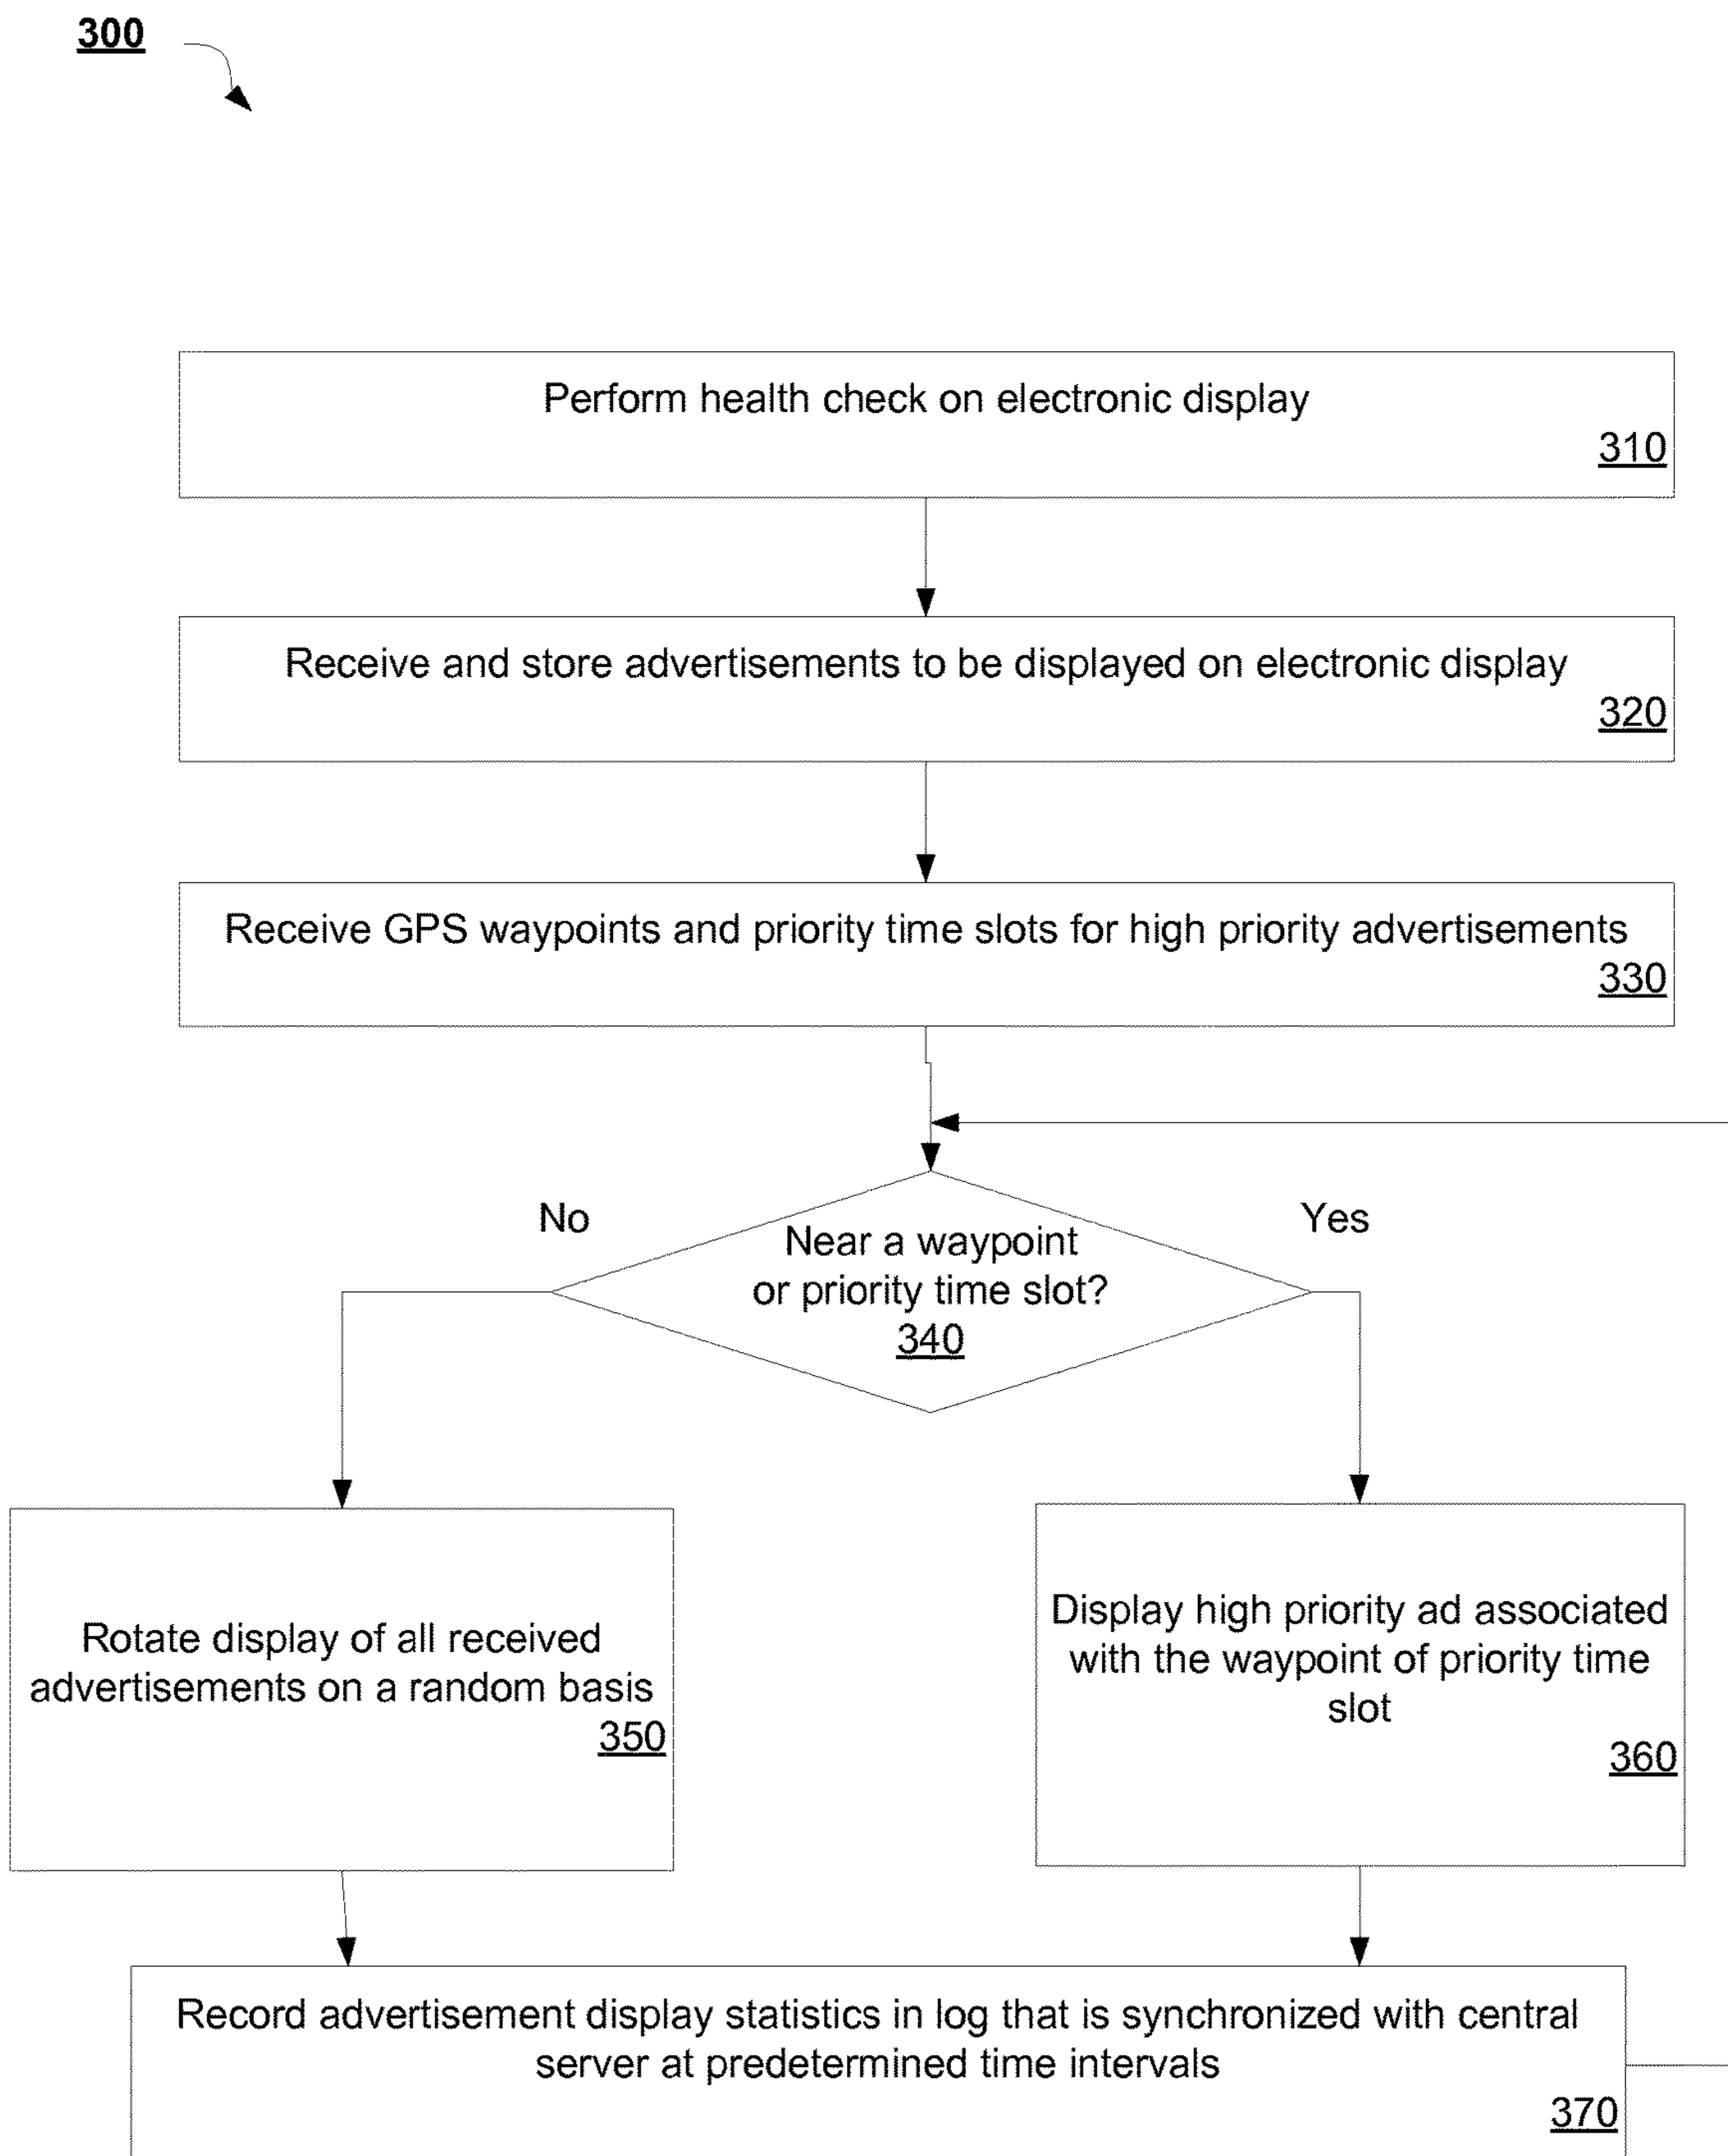 300
Perform health check on electronic display
310
Receive and store advertisements to be displayed on electronic display
320
Receive GPS waypoints and priority time slots for high priority advertisements
330
No
Yes
Near a waypoint
or priority time slot?
340
Rotate display of all received
advertisements on a random basis
350
Display high priority ad associated
with the waypoint of priority time
slot
360
Record advertisement display statistics in log that is synchronized with central
server at predetermined time intervals
370